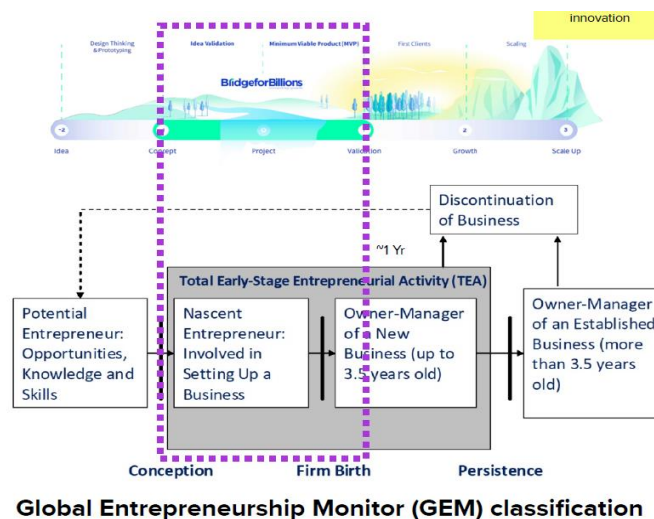 innovation
Design Thinking
& Prototyping
Idea Validation
Minimum Viable Product (MVP)
First Clients
Scaling
BridgeforBillions
-2
2
3
Idea
Concept
Project
Validation
Growth
Scale Up
Discontinuation
of Business
~1 Yr
Total Early-Stage Entrepreneurial Activity (TEA)
Potential
Entrepreneur:
Opportunities,
Knowledge and
Skills
Nascent
Entrepreneur:
Involved in
Setting Up a
Business
Owner-Manager
of a New
Business (up to
3.5 years old)
Owner-Manager
of an Established
Business (more
than 3.5 years
old)
Conception
Firm Birth
Persistence
Global Entrepreneurship Monitor (GEM) classification